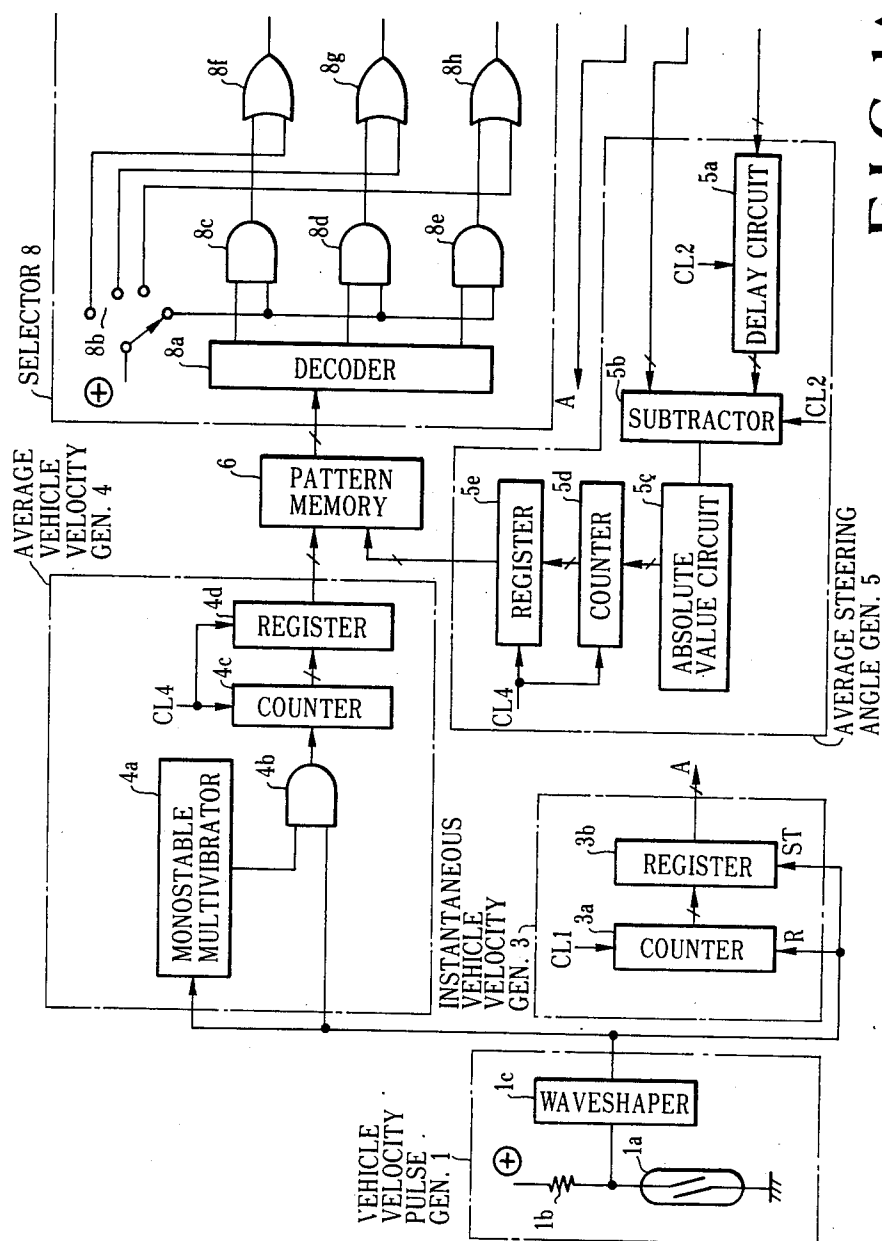 SELECTOR 8
8b
8a
DECODER
8c
8d
8e
8f
8g
8h
AVERAGE
VEHICLE
VELOCITY
GEN. 4
4a
MONOSTABLE
MULTIVIBRATOR
4b
CL4
4c
COUNTER
4d
REGISTER
6
PATTERN
MEMORY
A
VEHICLE
VELOCITY
PULSE
GEN. 1
1b
1a
1c
WAVESHAPER
INSTANTANEOUS
VEHICLE
VELOCITY
GEN. 3
CL1
3a
COUNTER
R
3b
REGISTER
ST
A
CL4
5e
REGISTER
5d
COUNTER
5c
ABSOLUTE
VALUE CIRCUIT
5b
SUBTRACTOR
CL2
CL2
5a
DELAY CIRCUIT
AVERAGE STEERING
ANGLE GEN. 5